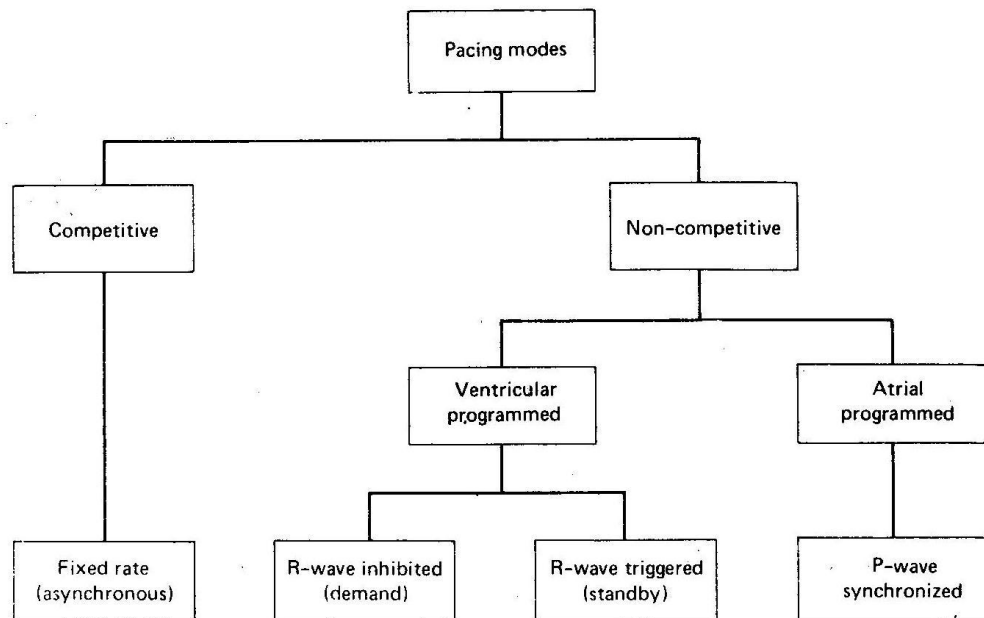 Pacing modes
Competitive
Non-competitive
Ventricular
programmed
Atrial
programmed
Fixed rate
(asynchronous)
R-wave inhibited
(demand)
R-wave triggered
(standby)
P-wave
synchronized